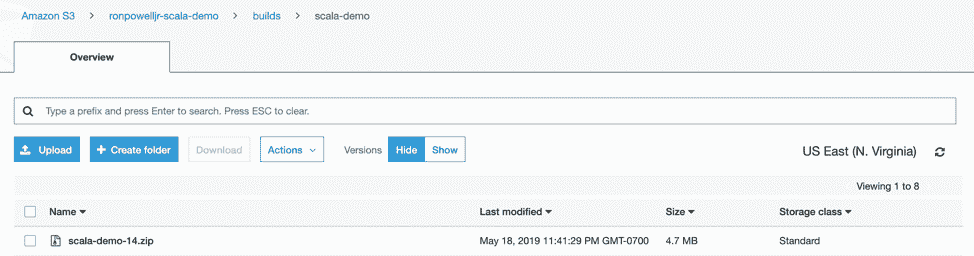 Amazon S3 > ronpowelljr-scala-demo > builds > scala-demo
Overview
Type a prefix and press Enter to search. Press ESC to clear.
Upload + Create folder Download Actions Versions Hide Show US East (N. Virginia)
Viewing 1 to 8
Name Last modified Size Storage class
scala-demo-14.zip May 18, 2019 11:41:29 PM GMT-0700 4.7 MB Standard